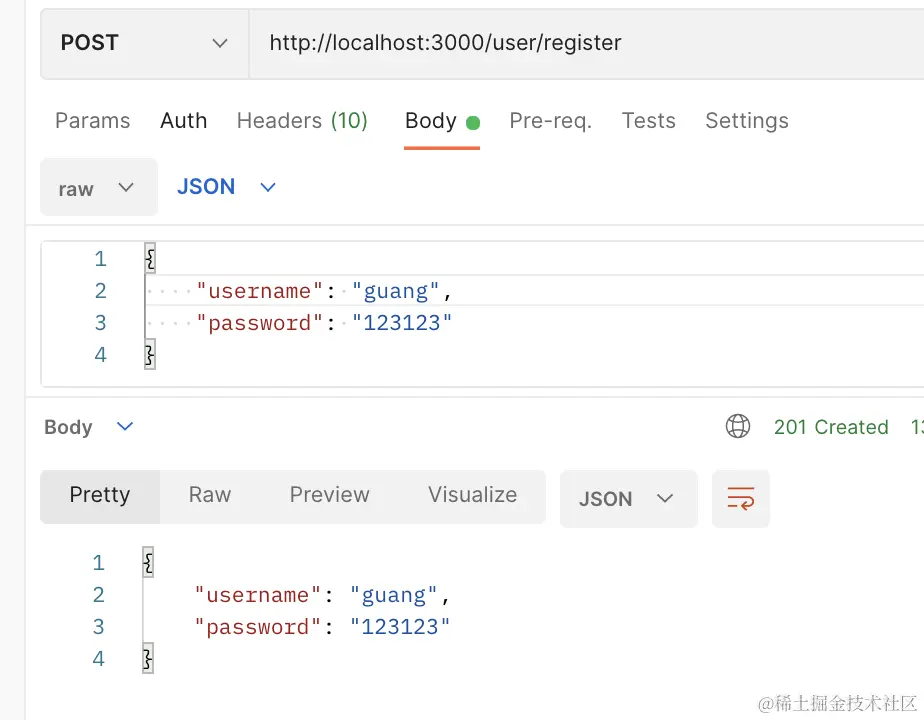 POST http://localhost:3000/user/register
Params Auth Headers (10) Body Pre-req. Tests Settings
raw JSON
1 {
2 "username": "guang",
3 "password": "123123"
4 }
Body 201 Created
Pretty Raw Preview Visualize JSON
1 {
2 "username": "guang",
3 "password": "123123"
4 }
@稀土掘金技术社区